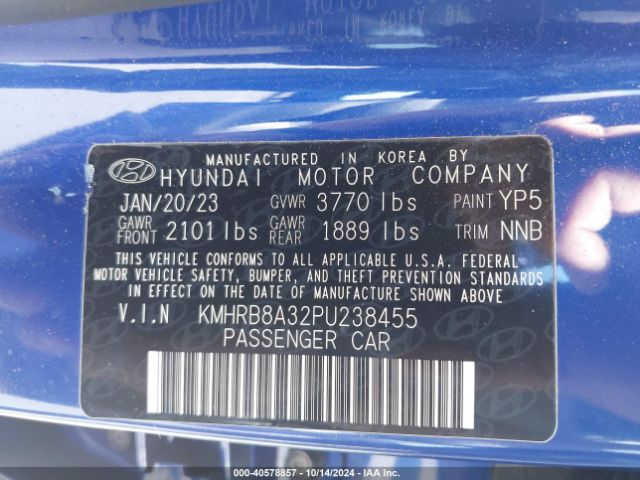 MANUFACTURED IN KOREA BY
HYUNDAI MOTOR COMPANY
JAN/20/23 GVWR 3770 lbs PAINT YP5
GAWR FRONT 2101 lbs GAWR REAR 1889 lbs TRIM NNB
THIS VEHICLE CONFORMS TO ALL APPLICABLE U.S.A. FEDERAL
MOTOR VEHICLE SAFETY, BUMPER, AND THEFT PREVENTION STANDARDS
IN EFFECT ON THE DATE OF MANUFACTURE SHOWN ABOVE
V.I.N KMHRB8A32PU238455
PASSENGER CAR
000-40578857 - 10/14/2024 - IAA Inc.